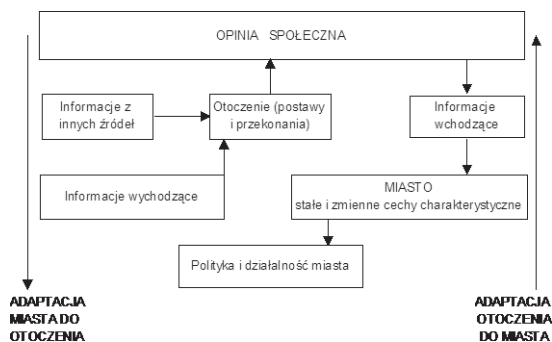 OPINIA SPOŁECZNA
Informacje z
innych źródeł
Otoczenie (postawy
i przekonania)
Informacje
wchodzące
Informacje wychodzące
MIASTO
stałe i zmienne cechy charakterystyczne
Polityka i działalność miasta
ADAPTACJA
MIASTA DO
OTOCZENIA
ADAPTACJA
OTOCZENIA
DO MIASTA